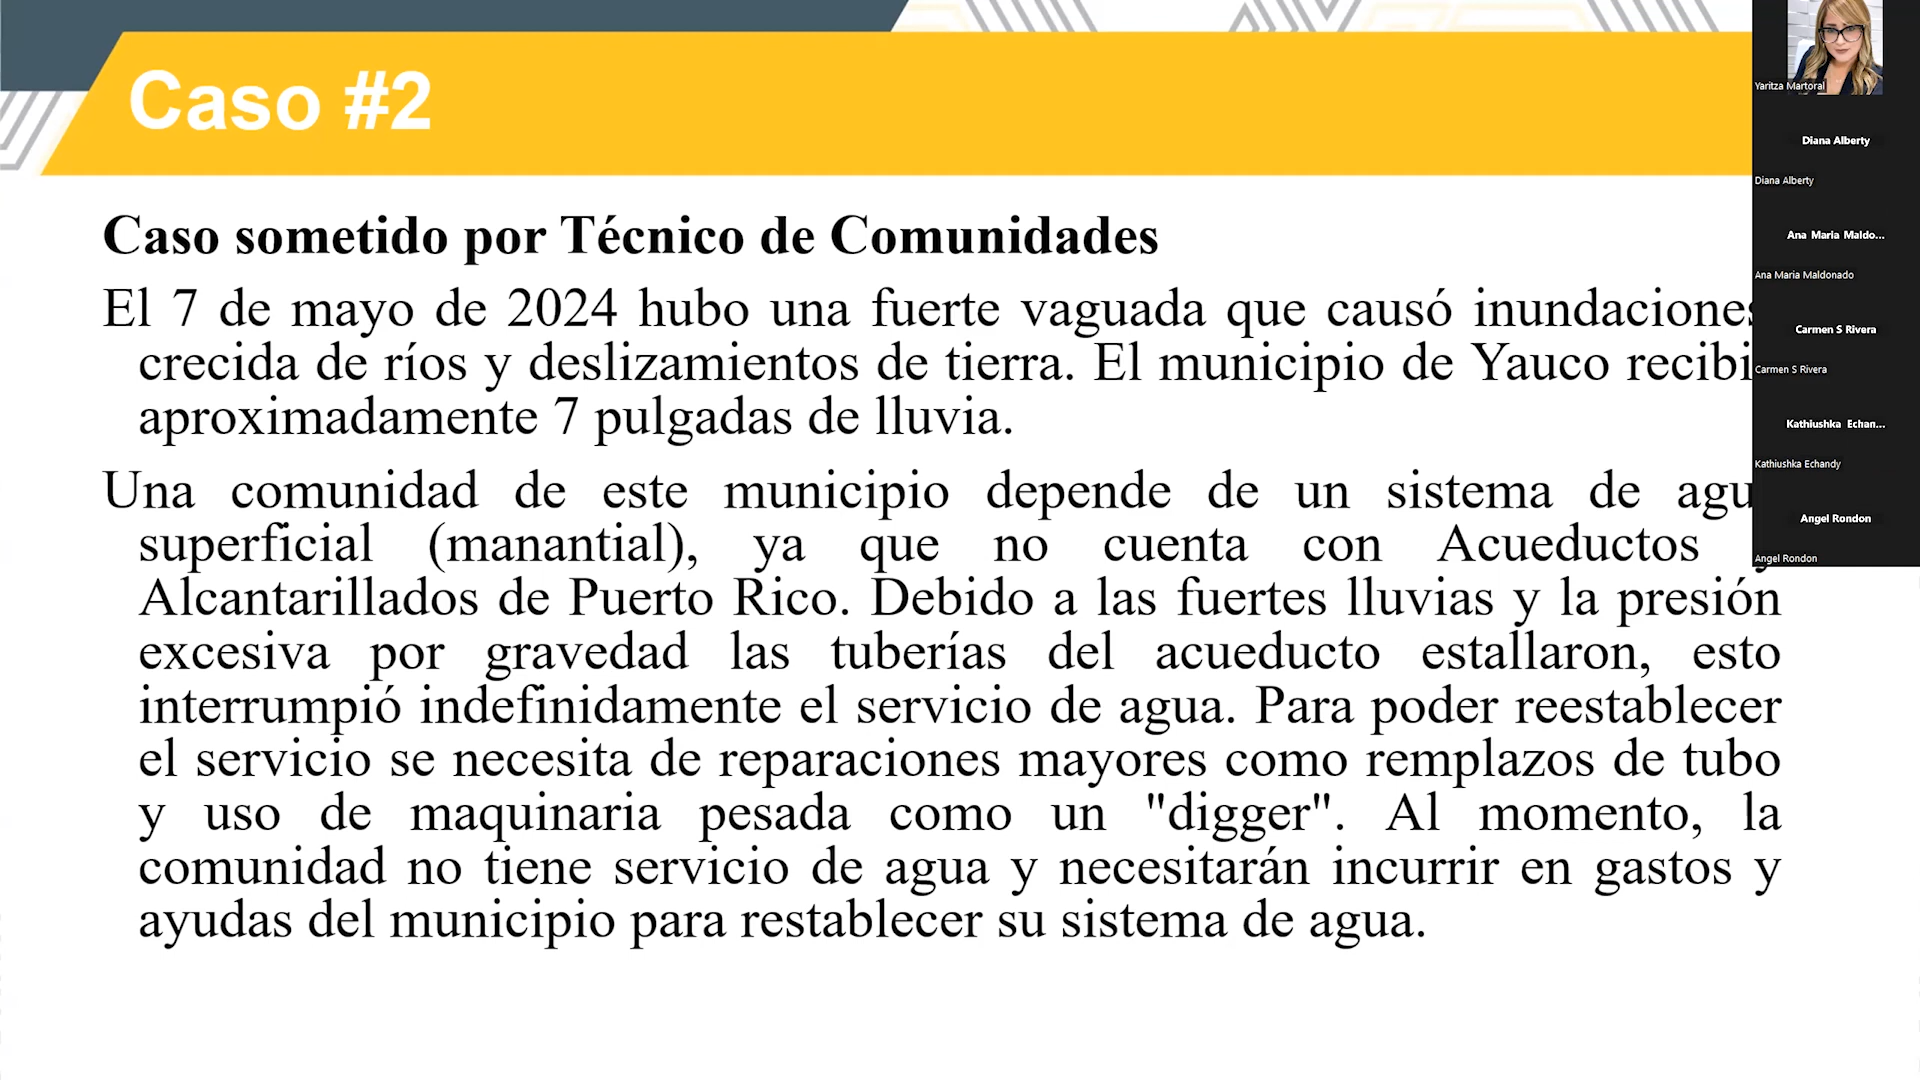 Caso #2
Caso sometido por Técnico de Comunidades
El 7 de mayo de 2024 hubo una fuerte vaguada que causó inundaciones
crecida de ríos y deslizamientos de tierra. El municipio de Yauco recibi
aproximadamente 7 pulgadas de lluvia.
Una comunidad de este municipio depende de un sistema de agu
superficial (manantial), ya que no cuenta con Acueductos
Alcantarillados de Puerto Rico. Debido a las fuertes lluvias y la presión
excesiva por gravedad las tuberías del acueducto estallaron, esto
interrumpió indefinidamente el servicio de agua. Para poder reestablecer
el servicio se necesita de reparaciones mayores como remplazos de tubo
y uso de maquinaria pesada como un "digger". Al momento, la
comunidad no tiene servicio de agua y necesitarán incurrir en gastos y
ayudas del municipio para restablecer su sistema de agua.
Yaritza Martoral
Diana Alberty
Diana Alberty
Ana Maria Maldo...
Ana Maria Maldonado
Carmen S Rivera
Carmen S Rivera
Kathiushka Echan...
Kathiushka Echandy
Angel Rondon
Angel Rondon